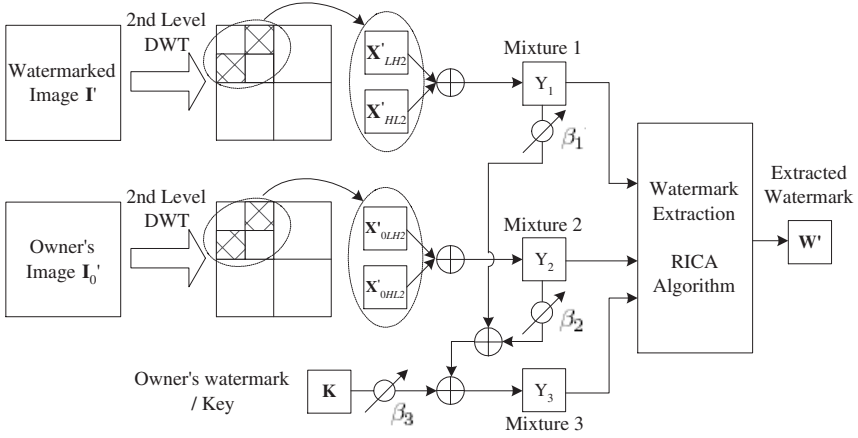 2nd Level
DWT
Watermarked
Image I'
X'LH2
X'HL2
Mixture 1
Y1
β1
2nd Level
DWT
Owner's
Image I0'
X'0LH2
X'0HL2
Mixture 2
Y2
β2
Watermark
Extraction
RICA
Algorithm
Extracted
Watermark
W'
Owner's watermark
/ Key
K
β3
Y3
Mixture 3